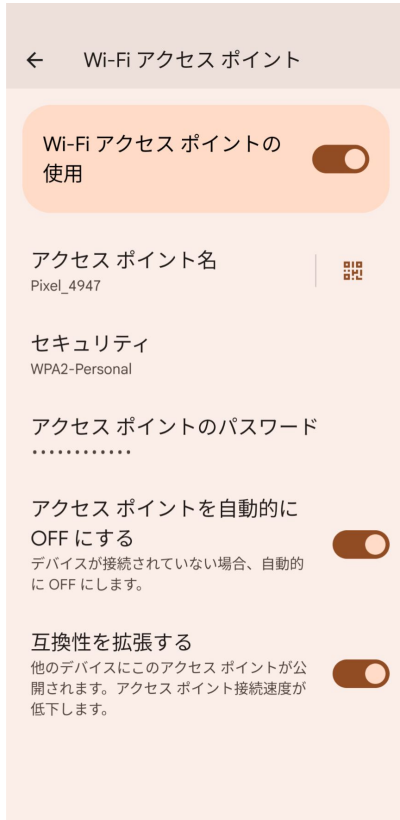 Wi-Fi アクセス ポイント
Wi-Fi アクセス ポイントの
使用
アクセス ポイント名
Pixel_4947
セキュリティ
WPA2-Personal
アクセス ポイントのパスワード
••••••••••••
アクセス ポイントを自動的に
OFF にする
デバイスが接続されていない場合、自動的
に OFF にします。
互換性を拡張する
他のデバイスにこのアクセス ポイントが公
開されます。アクセス ポイント接続速度が
低下します。